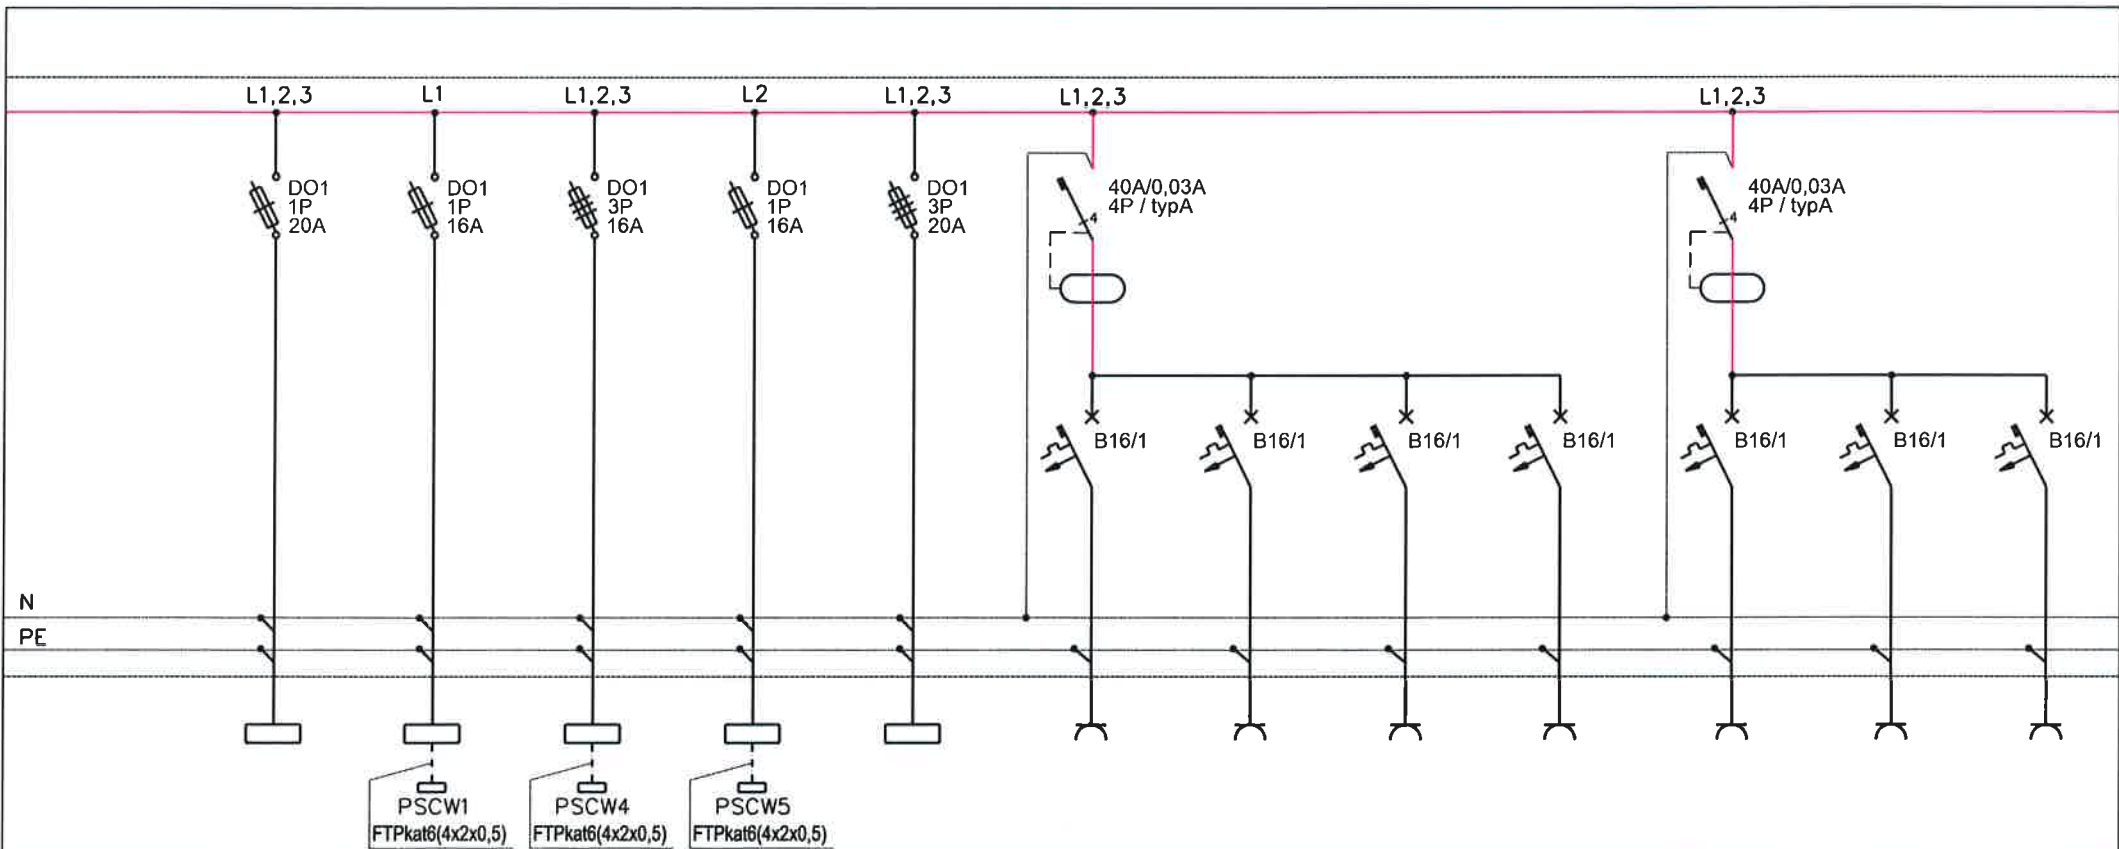 L1,2,3
L1
L1,2,3
L2
L1,2,3
L1,2,3
L1,2,3
DO1
1P
20A
DO1
1P
16A
DO1
3P
16A
DO1
1P
16A
DO1
3P
20A
40A/0,03A
4P / typA
4
40A/0,03A
4P / typA
4
B16/1
B16/1
B16/1
B16/1
B16/1
B16/1
B16/1
N
PE
PSCW1
FTPkat6(4x2x0,5)
PSCW4
FTPkat6(4x2x0,5)
PSCW5
FTPkat6(4x2x0,5)